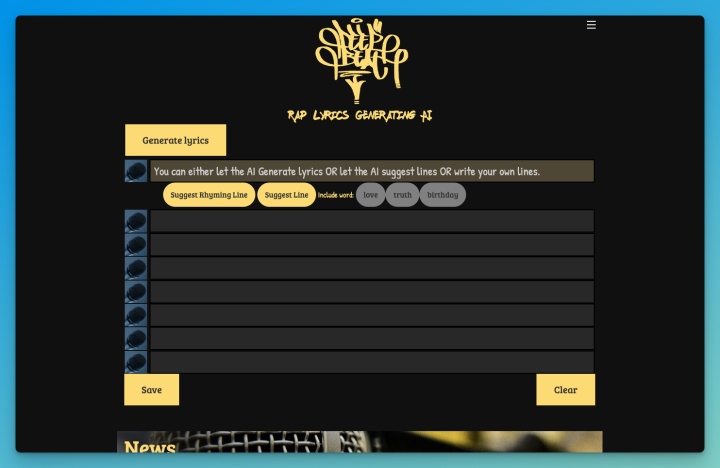 DEEP
BEAT
RAP LYRICS GENERATING AI
Generate lyrics
You can either let the AI Generate lyrics OR let the Ai suggest lines OR write your own lines.
Suggest Rhyming Line Suggest Line Include word: love truth birthday
Save Clear
News